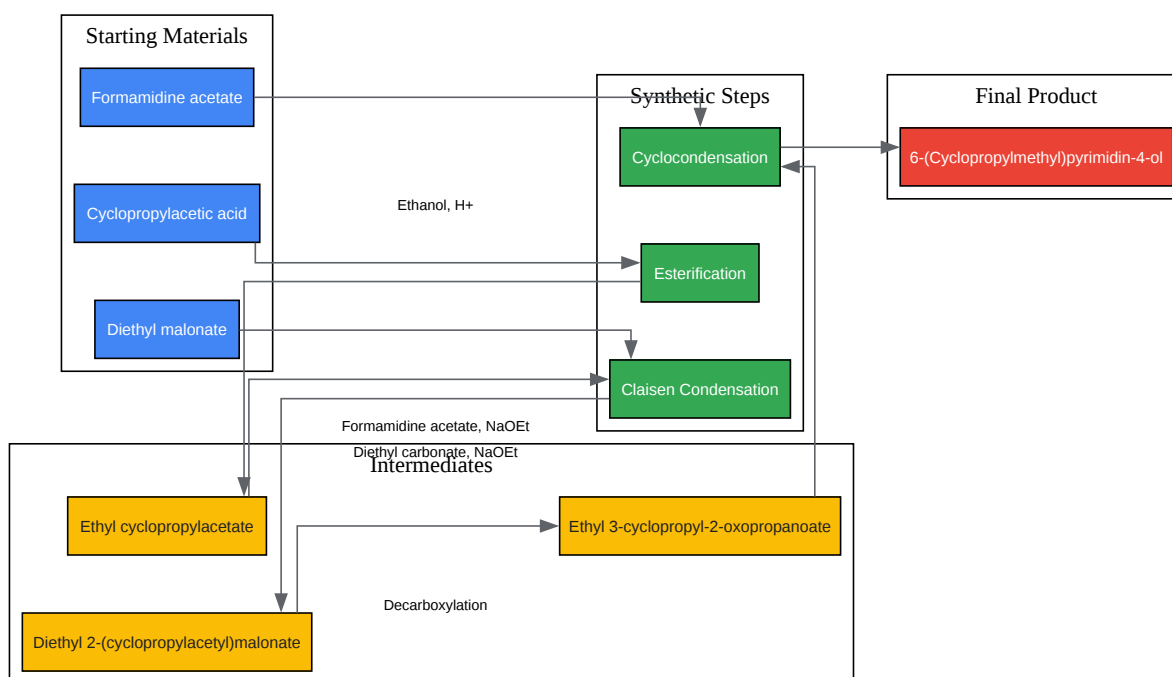 Starting Materials
Formamidine acetate
Cyclopropylacetic acid
Diethyl malonate
Synthetic Steps
Cyclocondensation
Esterification
Claisen Condensation
Final Product
6-(Cyclopropylmethyl)pyrimidin-4-ol
Ethanol, H+
Formamidine acetate, NaOEt
Diethyl carbonate, NaOEt
Intermediates
Ethyl cyclopropylacetate
Ethyl 3-cyclopropyl-2-oxopropanoate
Decarboxylation
Diethyl 2-(cyclopropylacetyl)malonate